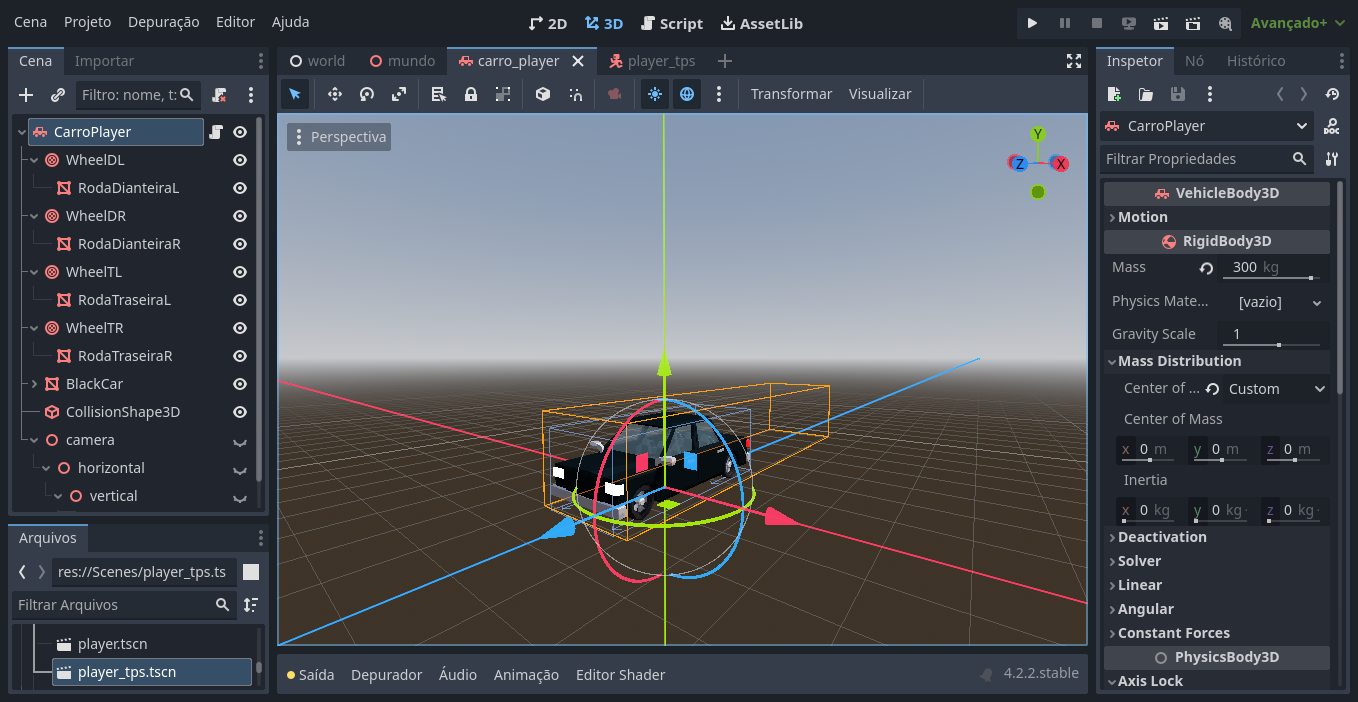 Cena Projeto Depuração Editor Ajuda
2D 3D Script AssetLib
Avançado+
Cena Importar
Filtro: nome, t:
CarroPlayer
WheelDL
RodaDianteiraL
WheelDR
RodaDianteiraR
WheelTL
RodaTraseiraL
WheelTR
RodaTraseiraR
BlackCar
CollisionShape3D
camera
horizontal
vertical
Arquivos
res://Scenes/player_tps.ts
Filtrar Arquivos
player.tscn
player_tps.tscn
world mundo carro_player player_tps
Transformar Visualizar
Perspectiva
Y
Z X
Saída Depurador Áudio Animação Editor Shader
4.2.2.stable
Inspetor Nó Histórico
CarroPlayer
Filtrar Propriedades
VehicleBody3D
Motion
RigidBody3D
Mass 300 kg
Physics Mate... [vazio]
Gravity Scale 1
Mass Distribution
Center of ... Custom
Center of Mass
x 0 m y 0 m z 0 m
Inertia
x 0 kg y 0 kg· z 0 kg·
Deactivation
Solver
Linear
Angular
Constant Forces
PhysicsBody3D
Axis Lock